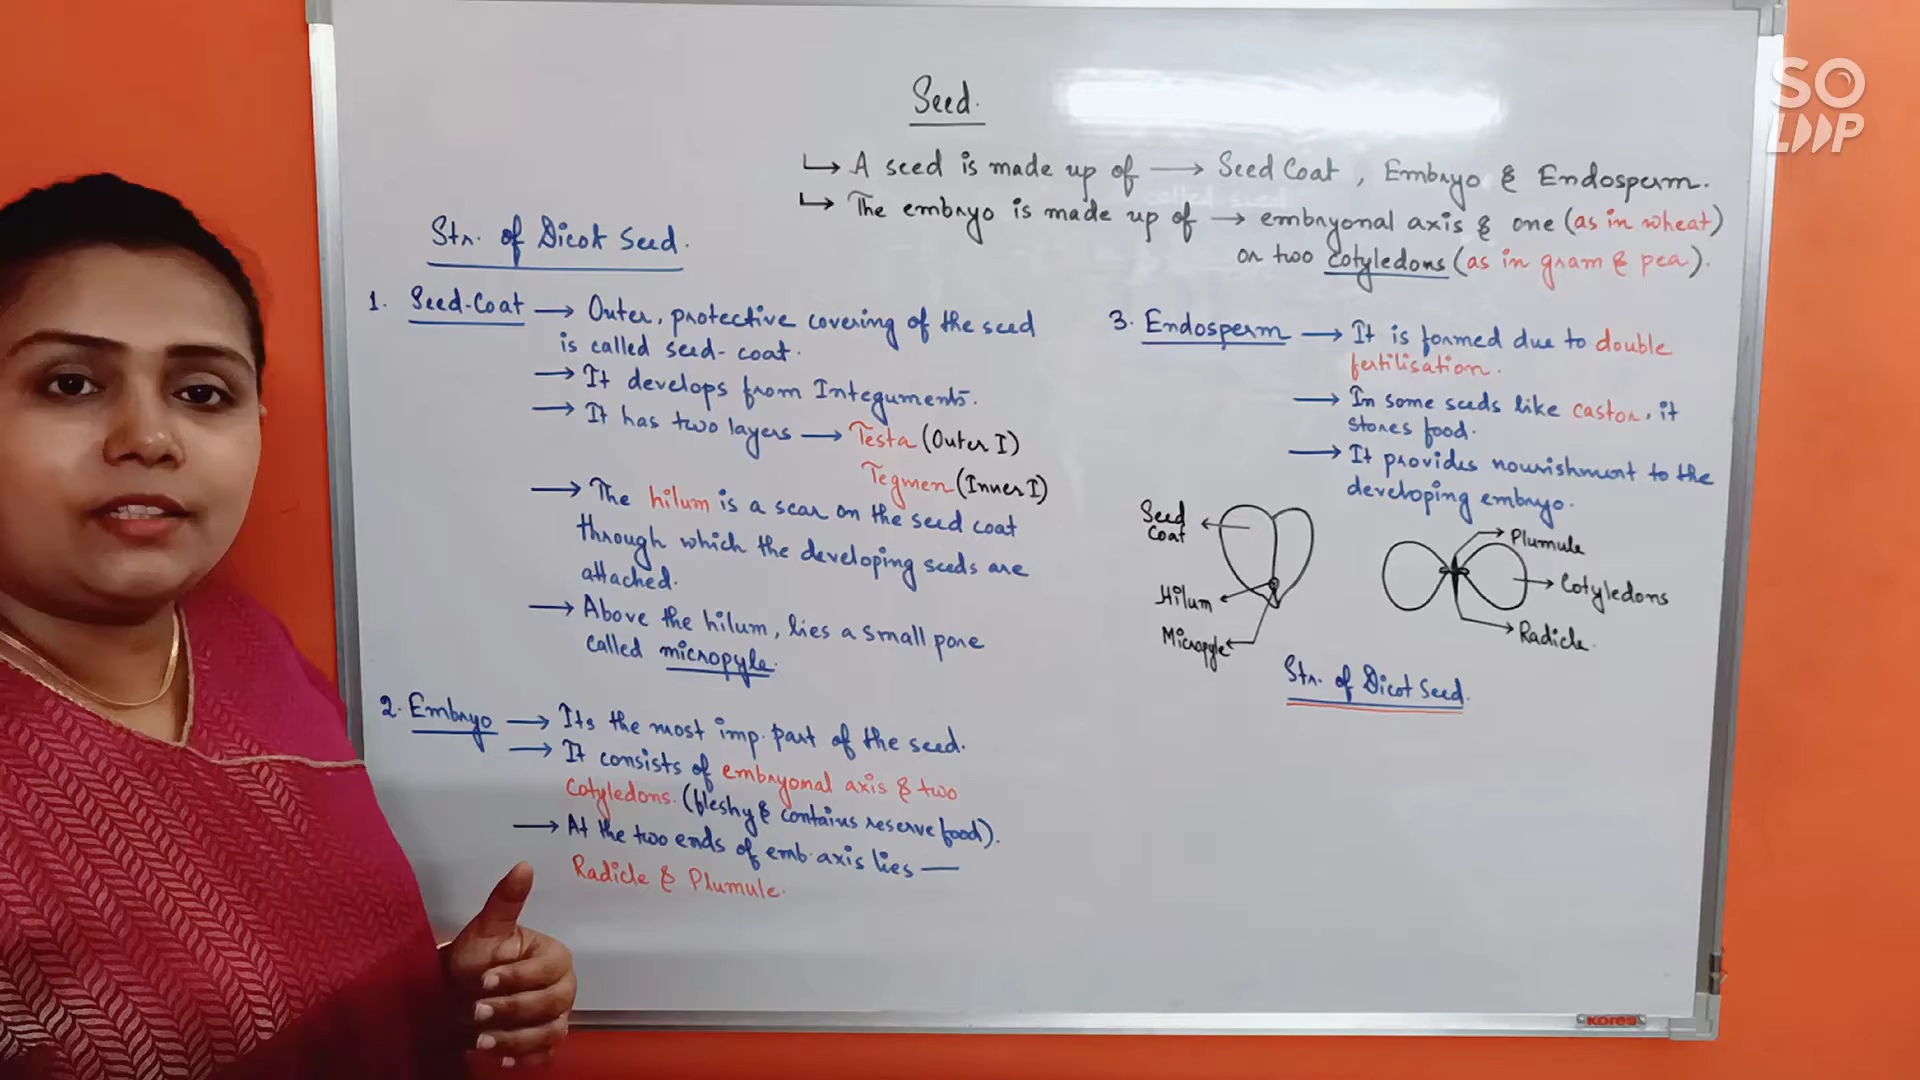 SO
LOOP
Seed.
↳ A seed is made up of → Seed Coat, Embryo & Endosperm.
↳ The embryo is made up of → embryonal axis & one (as in wheat)
or two cotyledons (as in gram & pea).
Str. of Dicot Seed.
1. Seed-Coat → Outer, protective covering of the seed
is called seed-coat.
→ It develops from Integuments.
→ It has two layers → Testa (Outer I)
Tegmen (Inner I)
→ The hilum is a scar on the seed coat
through which the developing seeds are
attached.
→ Above the hilum, lies a small pore
called micropyle.
2. Embryo → Its the most imp. part of the seed.
→ It consists of embryonal axis & two
Cotyledons. (fleshy & contains reserve food).
→ At the two ends of emb. axis lies —
Radicle & Plumule.
3. Endosperm → It is formed due to double
fertilisation.
→ In some seeds like castor, it
stores food.
→ It provides nourishment to the
developing embryo.
Seed
Coat
Hilum
Micropyle
Plumule
Cotyledons
Radicle
Str. of Dicot Seed.
KORES